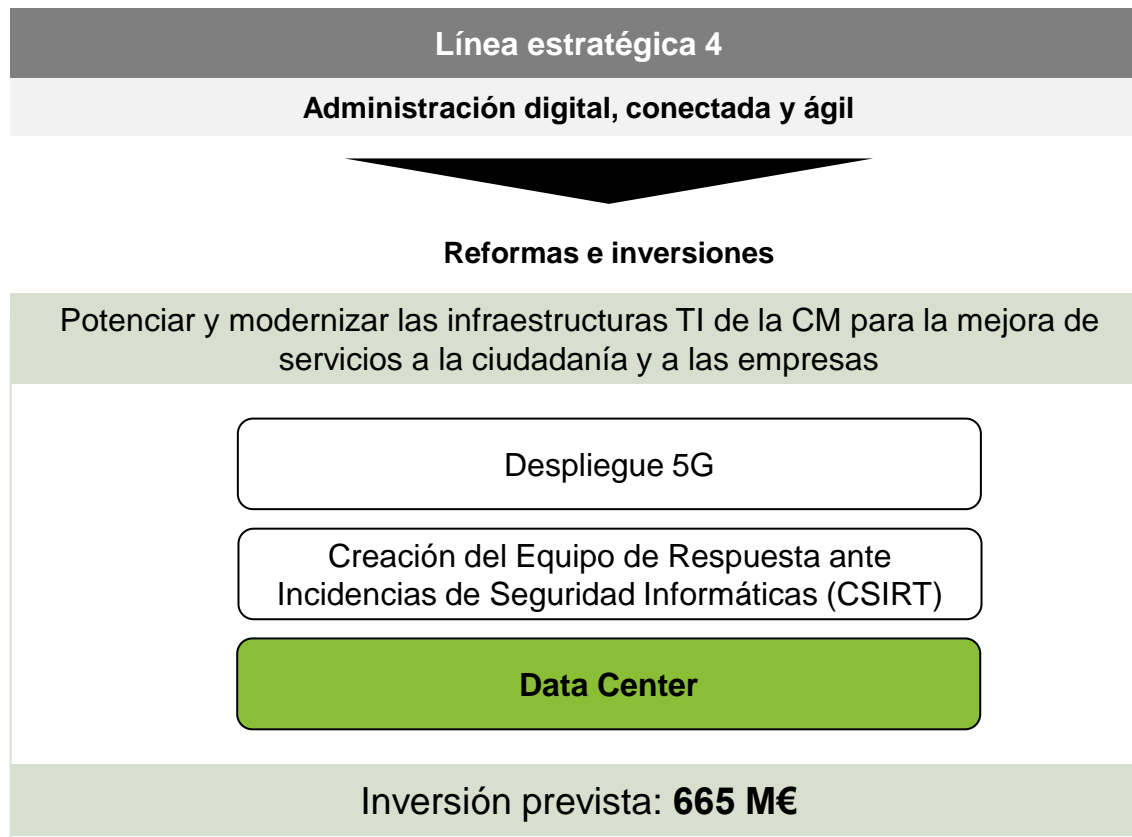 Línea estratégica 4
Administración digital, conectada y ágil
Reformas e inversiones
Potenciar y modernizar las infraestructuras TI de la CM para la mejora de
servicios a la ciudadanía y a las empresas
Despliegue 5G
Creación del Equipo de Respuesta ante
Incidencias de Seguridad Informáticas (CSIRT)
Data Center
Inversión prevista: 665 M€